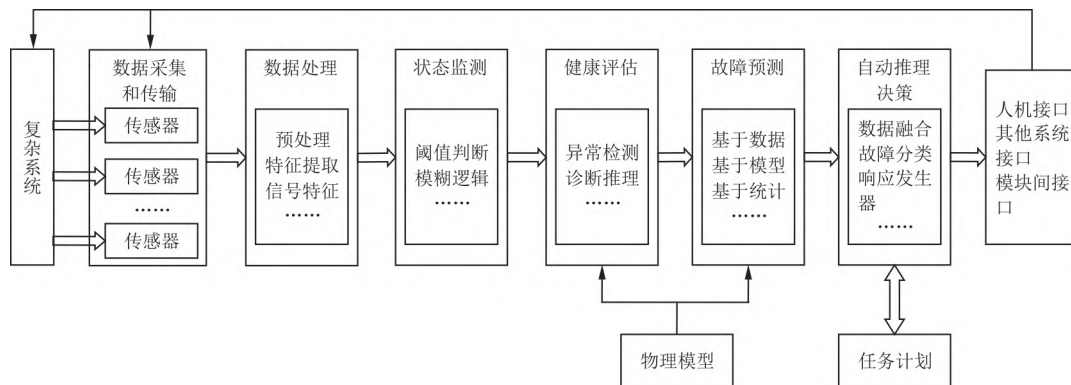 复杂系统
数据采集
和传输
传感器
传感器
……
传感器
数据处理
预处理
特征提取
信号特征
……
状态监测
阈值判断
模糊逻辑
……
健康评估
异常检测
诊断推理
……
故障预测
基于数据
基于模型
基于统计
……
自动推理
决策
数据融合
故障分类
响应发生
器
……
人机接口
其他系统
接口
模块间接
口
物理模型
任务计划